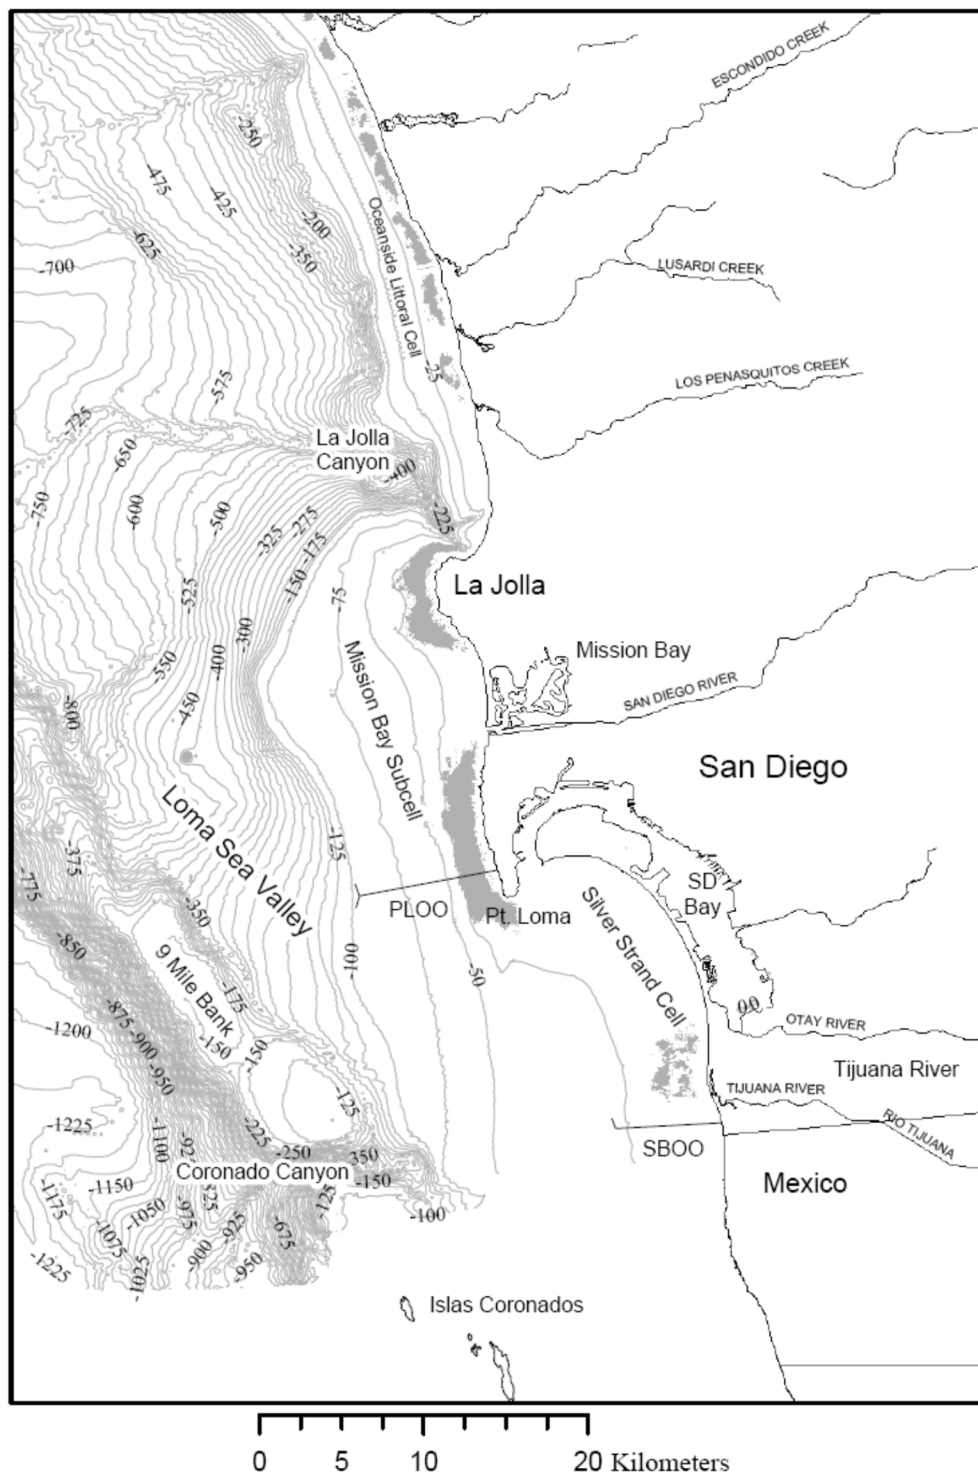 ESCONDIDO CREEK
-250
-475
-425
-200
-625
-350
Oceanside Littoral Cell
-700
LUSARDI CREEK
-25
-575
LOS PENASQUITOS CREEK
-725
-650
La Jolla
Canyon
-400
-750
-600
-500
-225
-325
-275
-175
-150
-525
-75
La Jolla
-300
Mission Bay
-550
-400
Mission Bay Subcell
-800
-450
SAN DIEGO RIVER
San Diego
Loma Sea Valley
-125
-375
-775
SD
Bay
PLOO
Pt. Loma
-350
-850
9 Mile Bank
-100
-50
Silver Strand Cell
-175
-875
-1200
-900
-150
-150
OTAY RIVER
-950
Tijuana River
TIJUANA RIVER
-125
-1225
-225
RIO TIJUANA
-1100
-250
350
SBOO
Coronado Canyon
-150
Mexico
-1150
-1175
-125
-100
-1050
-975
-925
-675
-1075
-900
-1225
-1025
-950
Islas Coronados
0 5 10 20 Kilometers